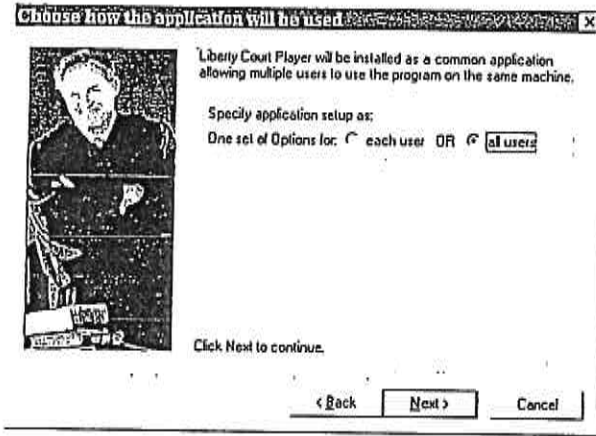 Choose how the application will be used
Liberty Court Player will be installed as a common application
allowing multiple users to use the program on the same machine.
Specify application setup as:
One set of Options for: each user OR all users
Click Next to continue.
< Back Next > Cancel